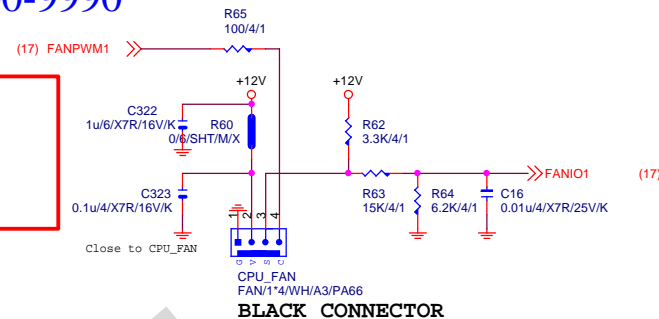 R65
100/4/1
(17) FANPWM1
+12V
+12V
C322
1u/6/X7R/16V/K
R60
0/6/SHT/M/X
R62
3.3K/4/1
FANIO1
(17)
C323
0.1u/4/X7R/16V/K
R63
15K/4/1
R64
6.2K/4/1
C16
0.01u/4/X7R/25V/K
1
2
3
4
Close to CPU_FAN
G
V
S
C
CPU_FAN
FAN/1*4/WH/A3/PA66
BLACK CONNECTOR